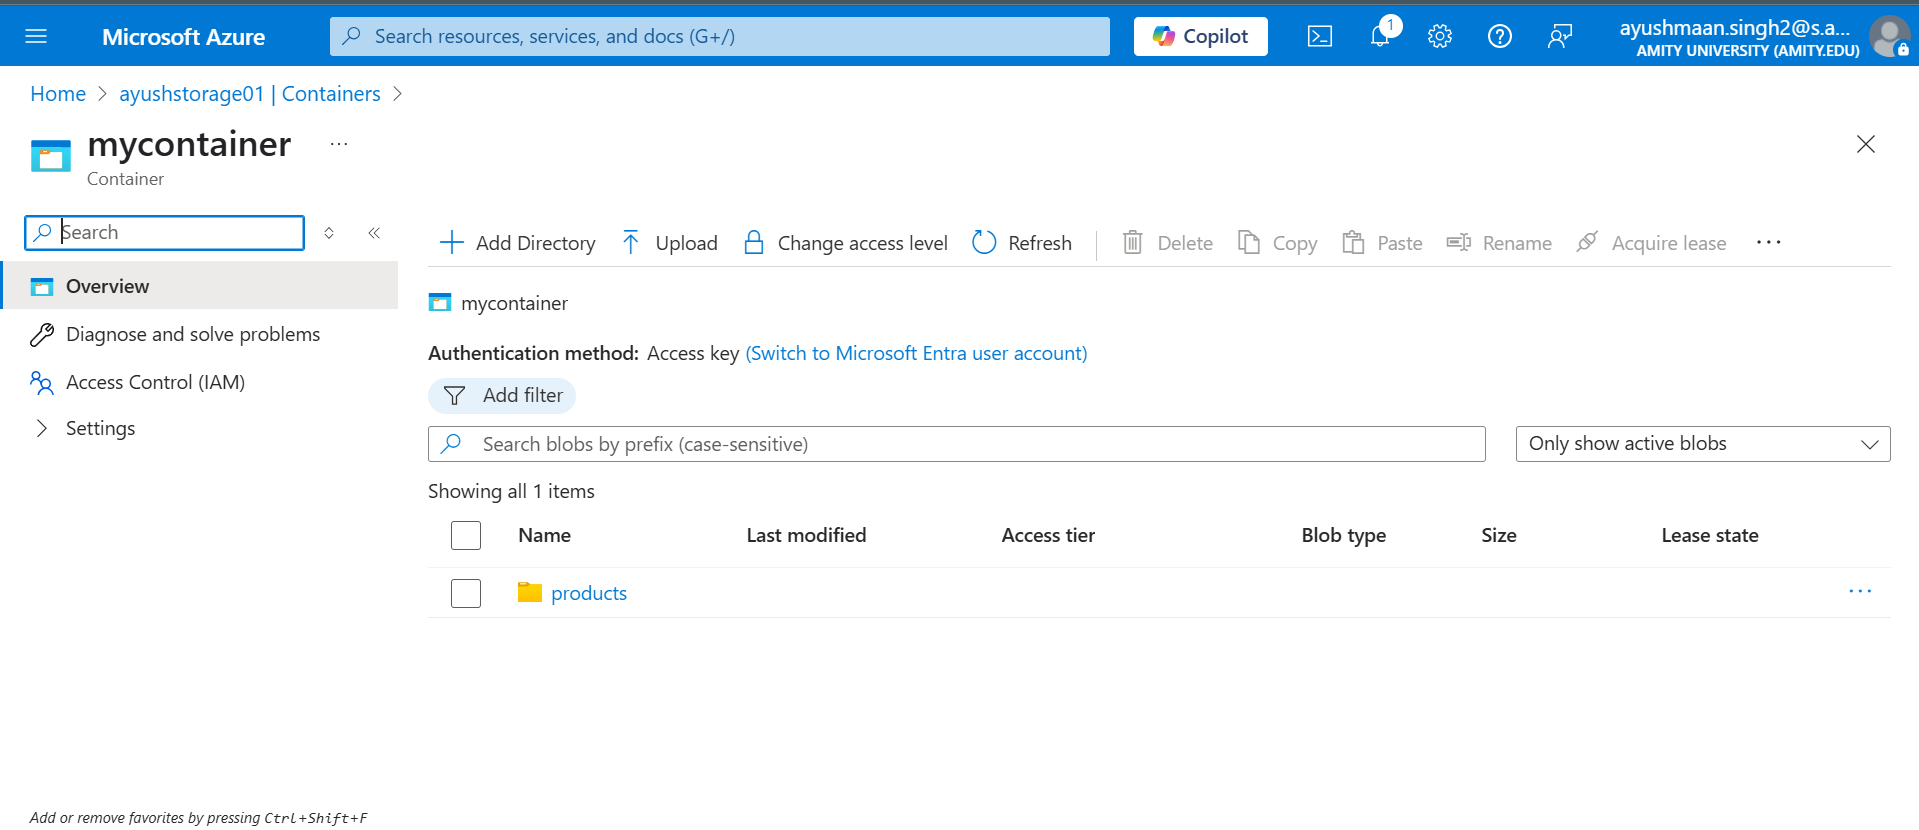 Microsoft Azure
Search resources, services, and docs (G+/)
Copilot
1
ayushmaan.singh2@s.a...
AMITY UNIVERSITY (AMITY.EDU)
Home > ayushstorage01 | Containers >
mycontainer ...
Container
Search
Add Directory Upload Change access level Refresh Delete Copy Paste Rename Acquire lease ...
Overview
Diagnose and solve problems
Access Control (IAM)
Settings
mycontainer
Authentication method: Access key (Switch to Microsoft Entra user account)
Add filter
Search blobs by prefix (case-sensitive)
Only show active blobs
Showing all 1 items
Name Last modified Access tier Blob type Size Lease state
products ...
Add or remove favorites by pressing Ctrl+Shift+F